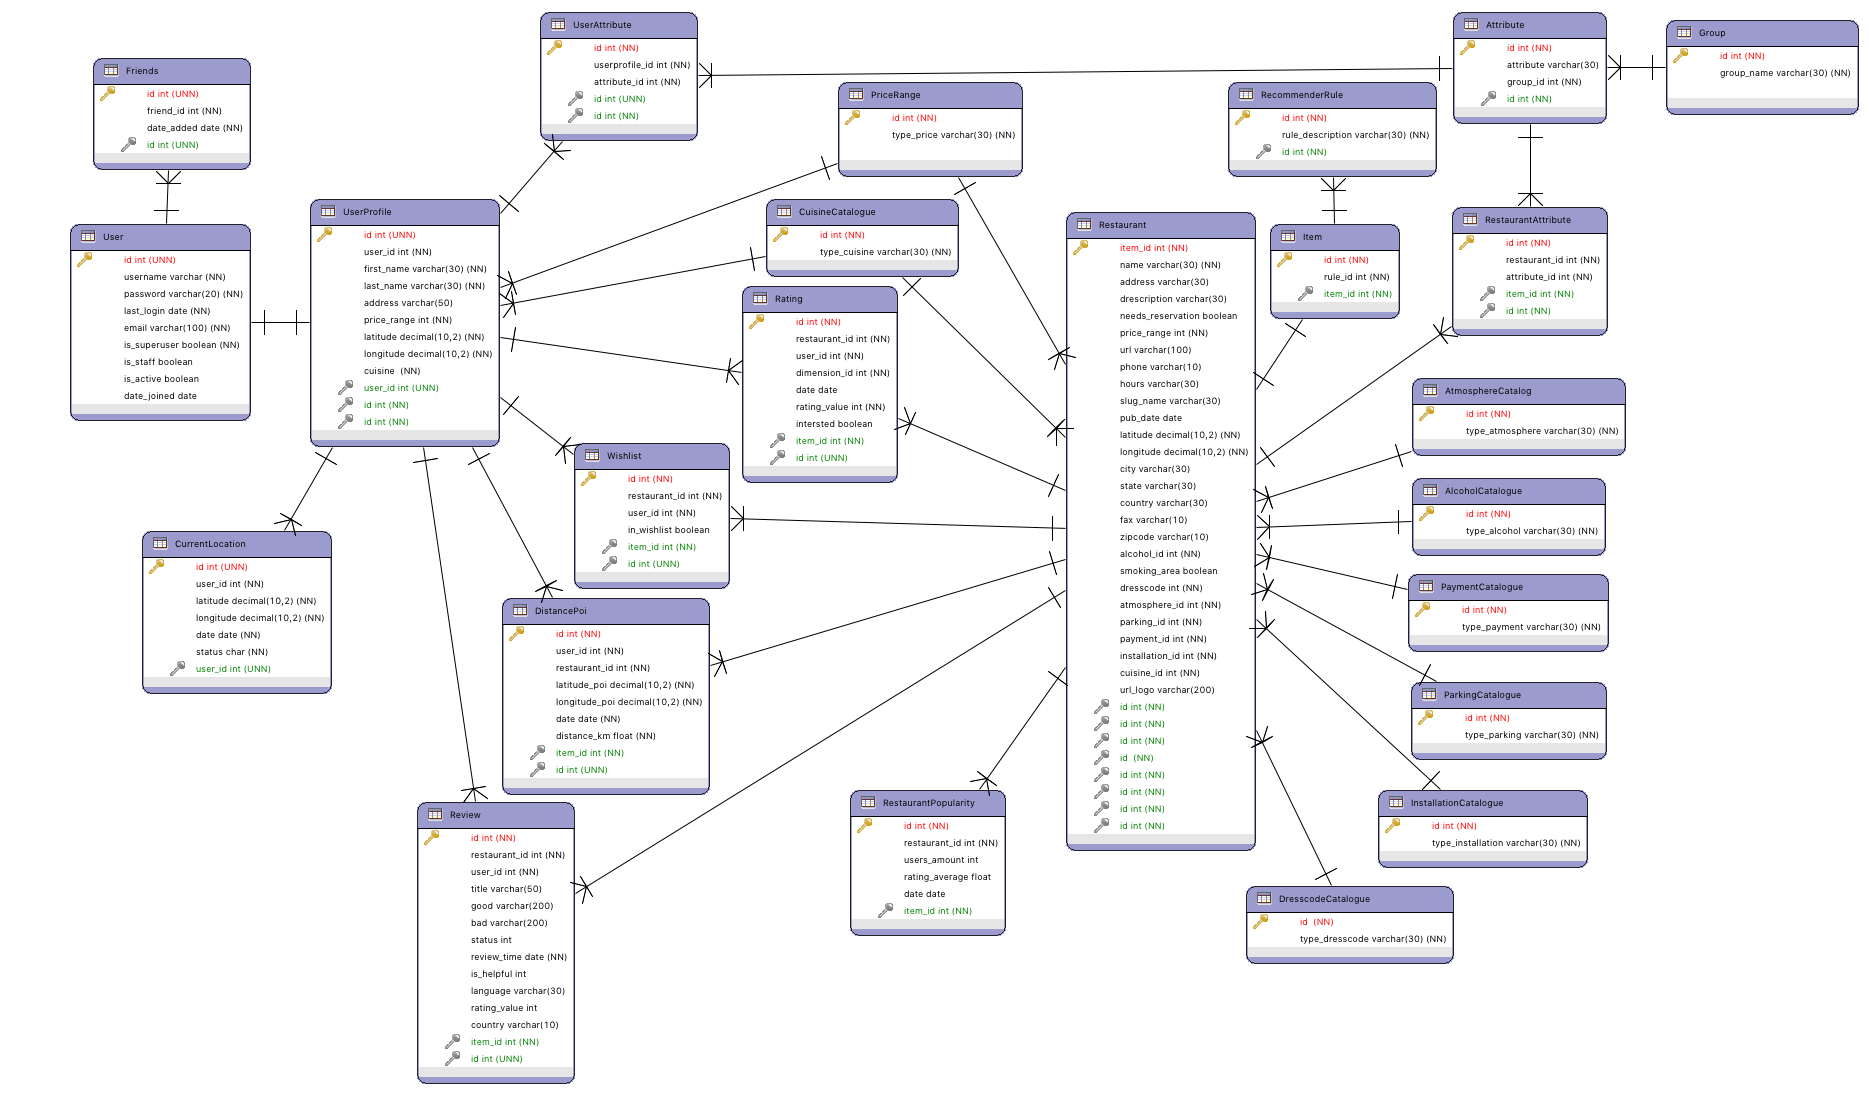 UserAttribute
id int (NN)
userprofile_id int (NN)
attribute_id int (NN)
id int (UNN)
id int (NN)
Attribute
id int (NN)
attribute varchar(30)
group_id int (NN)
id int (NN)
Group
id int (NN)
group_name varchar(30) (NN)
Friends
id int (UNN)
friend_id int (NN)
date_added date (NN)
id int (UNN)
PriceRange
id int (NN)
type_price varchar(30) (NN)
RecommenderRule
id int (NN)
rule_description varchar(30) (NN)
id int (NN)
UserProfile
id int (UNN)
user_id int (NN)
first_name varchar(30) (NN)
last_name varchar(30) (NN)
address varchar(50)
price_range int (NN)
latitude decimal(10,2) (NN)
longitude decimal(10,2) (NN)
cuisine  (NN)
user_id int (UNN)
id int (NN)
id int (NN)
CuisineCatalogue
id int (NN)
type_cuisine varchar(30) (NN)
Restaurant
item_id int (NN)
name varchar(30) (NN)
address varchar(30)
drescription varchar(30)
needs_reservation boolean
price_range int (NN)
url varchar(100)
phone varchar(10)
hours varchar(30)
slug_name varchar(30)
pub_date date
latitude decimal(10,2) (NN)
longitude decimal(10,2) (NN)
city varchar(30)
state varchar(30)
country varchar(30)
fax varchar(10)
zipcode varchar(10)
alcohol_id int (NN)
smoking_area boolean
dresscode int (NN)
atmosphere_id int (NN)
parking_id int (NN)
payment_id int (NN)
installation_id int (NN)
cuisine_id int (NN)
url_logo varchar(200)
id int (NN)
id int (NN)
id int (NN)
id  (NN)
id int (NN)
id int (NN)
id int (NN)
id int (NN)
Item
id int (NN)
rule_id int (NN)
item_id int (NN)
RestaurantAttribute
id int (NN)
restaurant_id int (NN)
attribute_id int (NN)
item_id int (NN)
id int (NN)
User
id int (UNN)
username varchar (NN)
password varchar(20) (NN)
last_login date (NN)
email varchar(100) (NN)
is_superuser boolean (NN)
is_staff boolean
is_active boolean
date_joined date
Rating
id int (NN)
restaurant_id int (NN)
user_id int (NN)
dimension_id int (NN)
date date
rating_value int (NN)
intersted boolean
item_id int (NN)
id int (UNN)
AtmosphereCatalog
id int (NN)
type_atmosphere varchar(30) (NN)
Wishlist
id int (NN)
restaurant_id int (NN)
user_id int (NN)
in_wishlist boolean
item_id int (NN)
id int (UNN)
AlcoholCatalogue
id int (NN)
type_alcohol varchar(30) (NN)
CurrentLocation
id int (UNN)
user_id int (NN)
latitude decimal(10,2) (NN)
longitude decimal(10,2) (NN)
date date (NN)
status char (NN)
user_id int (UNN)
PaymentCatalogue
id int (NN)
type_payment varchar(30) (NN)
DistancePoi
id int (NN)
user_id int (NN)
restaurant_id int (NN)
latitude_poi decimal(10,2) (NN)
longitude_poi decimal(10,2) (NN)
date date (NN)
distance_km float (NN)
item_id int (NN)
id int (UNN)
ParkingCatalogue
id int (NN)
type_parking varchar(30) (NN)
RestaurantPopularity
id int (NN)
restaurant_id int (NN)
users_amount int
rating_average float
date date
item_id int (NN)
InstallationCatalogue
id int (NN)
type_installation varchar(30) (NN)
Review
id int (NN)
restaurant_id int (NN)
user_id int (NN)
title varchar(50)
good varchar(200)
bad varchar(200)
status int
review_time date (NN)
is_helpful int
language varchar(30)
rating_value int
country varchar(10)
item_id int (NN)
id int (UNN)
DresscodeCatalogue
id  (NN)
type_dresscode varchar(30) (NN)